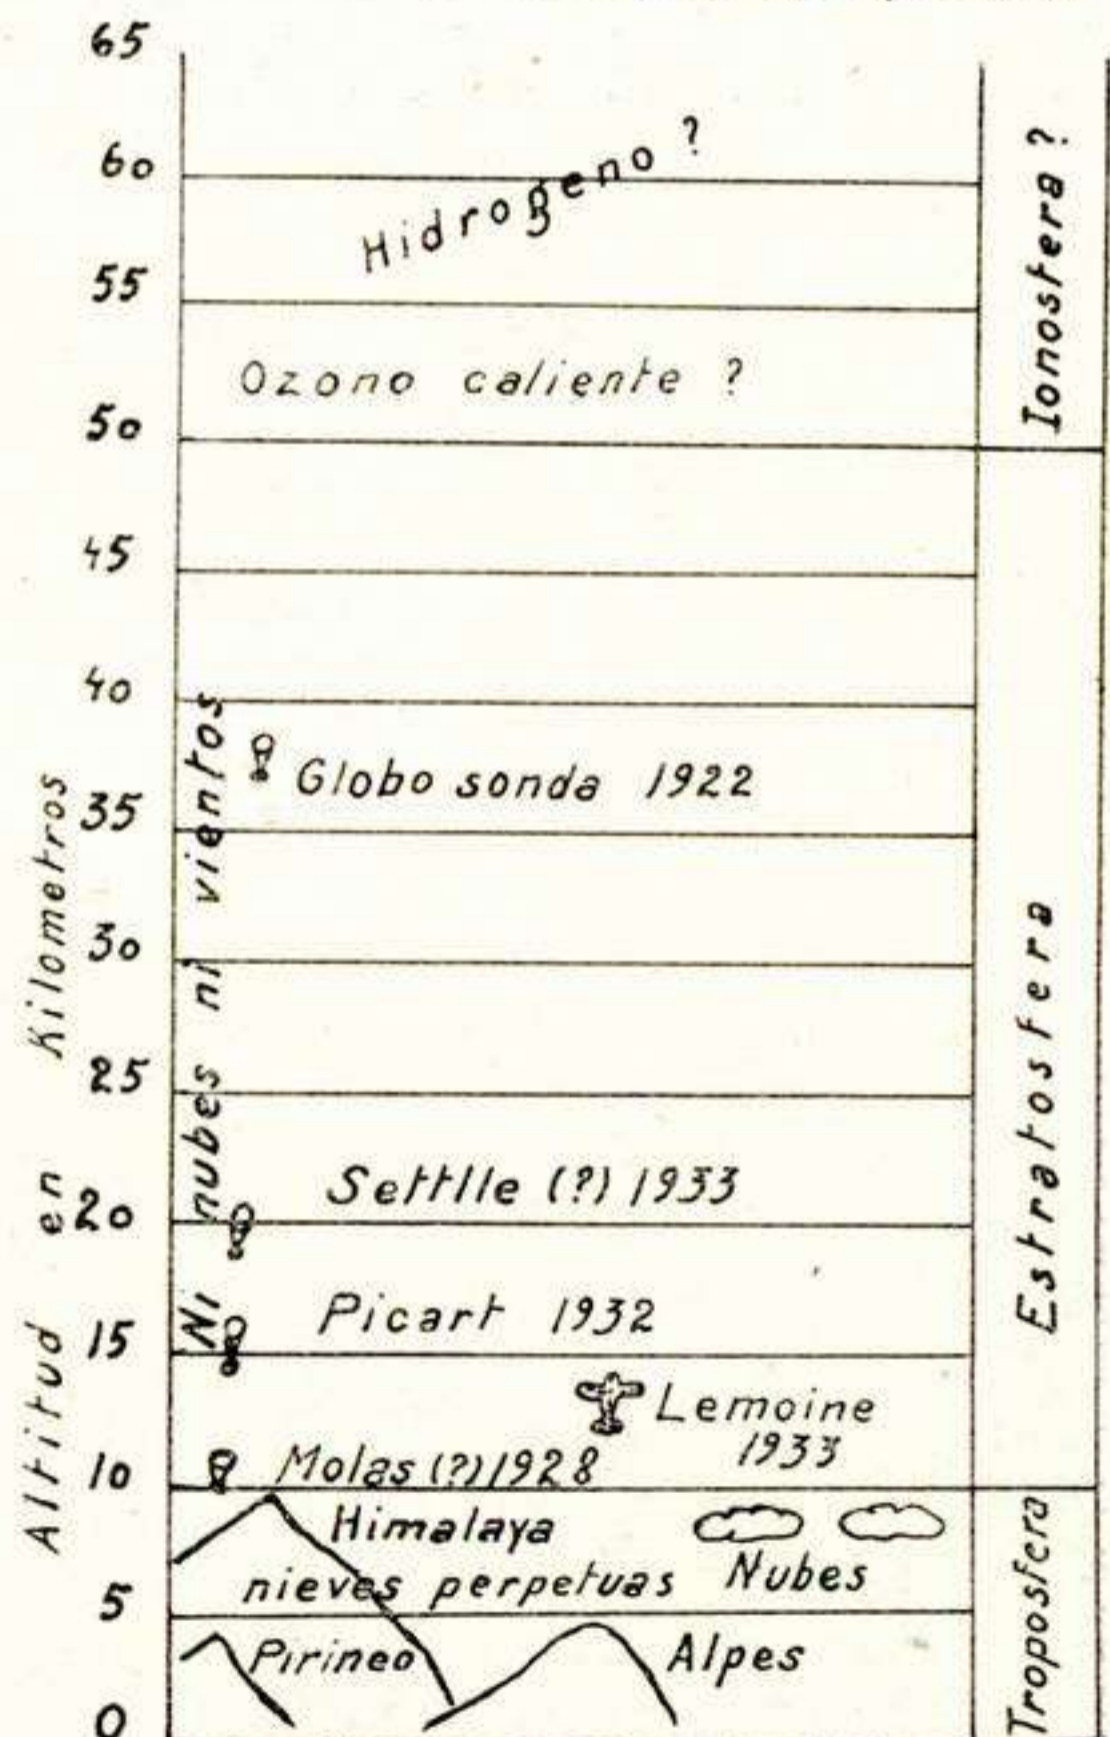 65
60
55
50
45
40
35
30
25
20
15
10
5
0
Altitud en Kilometros
Hidrogeno ?
Ozono caliente ?
Ni nubes ni vientos
Globo sonda 1922
Settlle (?) 1933
Picart 1932
Lemoine
1933
Molas (?) 1928
Himalaya
nieves perpetuas
Nubes
Pirineo
Alpes
Ionosfera ?
Estratosfera
Troposfera